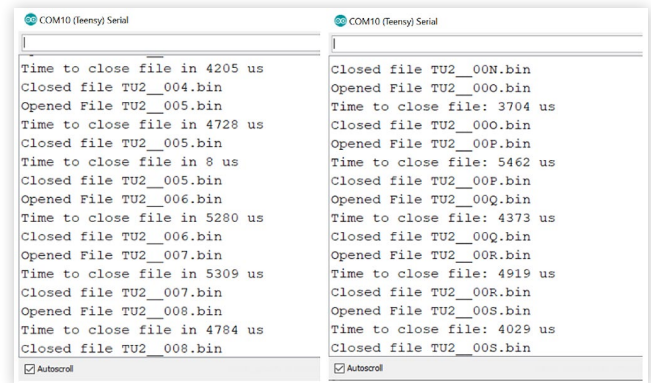 COM10 (Teensy) Serial
Time to close file in 4205 us
Closed file TU2__004.bin
Opened File TU2__005.bin
Time to close file in 4728 us
Closed file TU2__005.bin
Time to close file in 8 us
Closed file TU2__005.bin
Opened File TU2__006.bin
Time to close file in 5280 us
Closed file TU2__006.bin
Opened File TU2__007.bin
Time to close file in 5309 us
Closed file TU2__007.bin
Opened File TU2__008.bin
Time to close file in 4784 us
Closed file TU2__008.bin
Autoscroll
COM10 (Teensy) Serial
Closed file TU2__00N.bin
Opened File TU2__00O.bin
Time to close file: 3704 us
Closed file TU2__00O.bin
Opened File TU2__00P.bin
Time to close file: 5462 us
Closed file TU2__00P.bin
Opened File TU2__00Q.bin
Time to close file: 4373 us
Closed file TU2__00Q.bin
Opened File TU2__00R.bin
Time to close file: 4919 us
Closed file TU2__00R.bin
Opened File TU2__00S.bin
Time to close file: 4029 us
Closed file TU2__00S.bin
Autoscroll